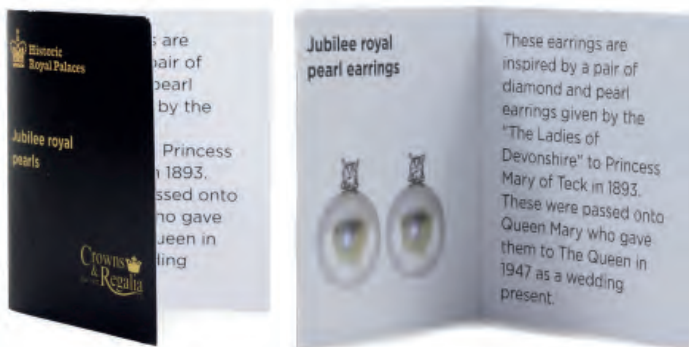 Historic
Royal Palaces
Jubilee royal
pearls
Crowns
& Regalia
s are
pair of
pearl
by the
Princess
n 1893.
ssed onto
ho gave
ueen in
ding
Jubilee royal
pearl earrings
These earrings are
inspired by a pair of
diamond and pearl
earrings given by the
"The Ladies of
Devonshire" to Princess
Mary of Teck in 1893.
These were passed onto
Queen Mary who gave
them to The Queen in
1947 as a wedding
present.